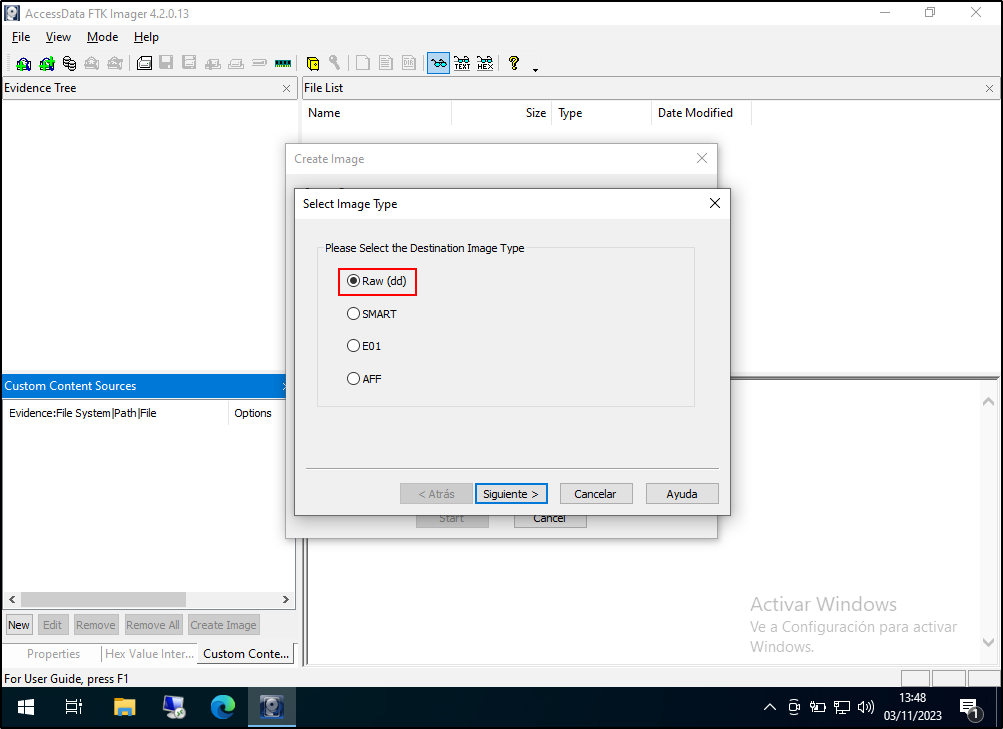 AccessData FTK Imager 4.2.0.13
File View Mode Help
Evidence Tree
File List
Name Size Type Date Modified
Create Image
Select Image Type
Please Select the Destination Image Type
Raw (dd)
SMART
E01
AFF
Custom Content Sources
Evidence:File System|Path|File Options
< Atrás Siguiente > Cancelar Ayuda
Start Cancel
Activar Windows
Ve a Configuración para activar
Windows.
New Edit Remove Remove All Create Image
Properties Hex Value Inter... Custom Conte...
For User Guide, press F1
13:48
03/11/2023
1